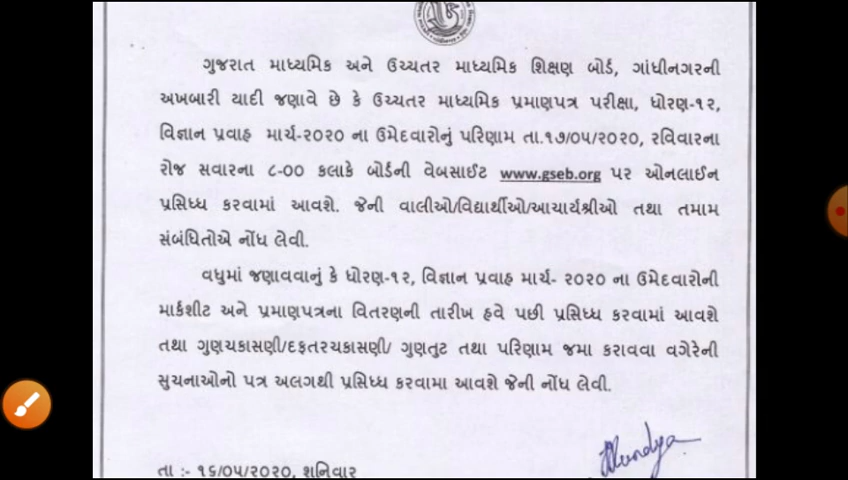 ગુજરાત માધ્યમિક અને ઉચ્ચતર માધ્યમિક શિક્ષણ બોર્ડ, ગાંધીનગરની
અખબારી યાદી જણાવે છે કે ઉચ્ચતર માધ્યમિક પ્રમાણપત્ર પરીક્ષા, ધોરણ-૧૨,
વિજ્ઞાન પ્રવાહ માર્ચ-૨૦૨૦ ના ઉમેદવારોનું પરિણામ તા.૧૭/૦૫/૨૦૨૦, રવિવારના
રોજ સવારના ૮-૦૦ કલાકે બોર્ડની વેબસાઈટ www.gseb.org પર ઓનલાઈન
પ્રસિધ્ધ કરવામાં આવશે. જેની વાલીઓ/વિદ્યાર્થીઓ/આચાર્યશ્રીઓ તથા તમામ
સંબંધિતોએ નોંધ લેવી.
વધુમાં જણાવવાનું કે ધોરણ-૧૨, વિજ્ઞાન પ્રવાહ માર્ચ- ૨૦૨૦ ના ઉમેદવારોની
માર્કશીટ અને પ્રમાણપત્રના વિતરણની તારીખ હવે પછી પ્રસિધ્ધ કરવામાં આવશે
તથા ગુણચકાસણી/દફતરચકાસણી/ ગુણતુટ તથા પરિણામ જમા કરાવવા વગેરેની
સુચનાઓનો પત્ર અલગથી પ્રસિધ્ધ કરવામા આવશે જેની નોંધ લેવી.
તા :- ૧૬/૦૫/૨૦૨૦, શનિવાર